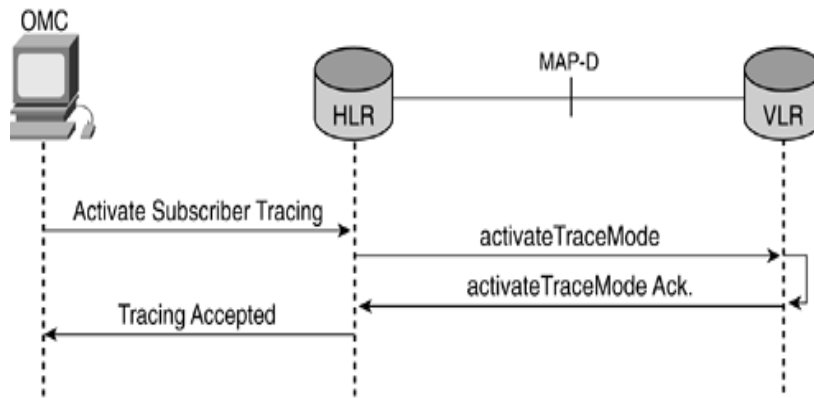 OMC
MAP-D
HLR
VLR
Activate Subscriber Tracing
activateTraceMode
activateTraceMode Ack.
Tracing Accepted